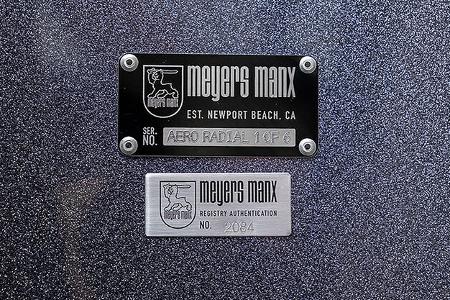 meyers manx
meyers manx
EST. NEWPORT BEACH, CA
SER. NO. AERO RADIAL 1 OF 6
meyers manx
meyers manx
REGISTRY AUTHENTICATION
NO. 2084